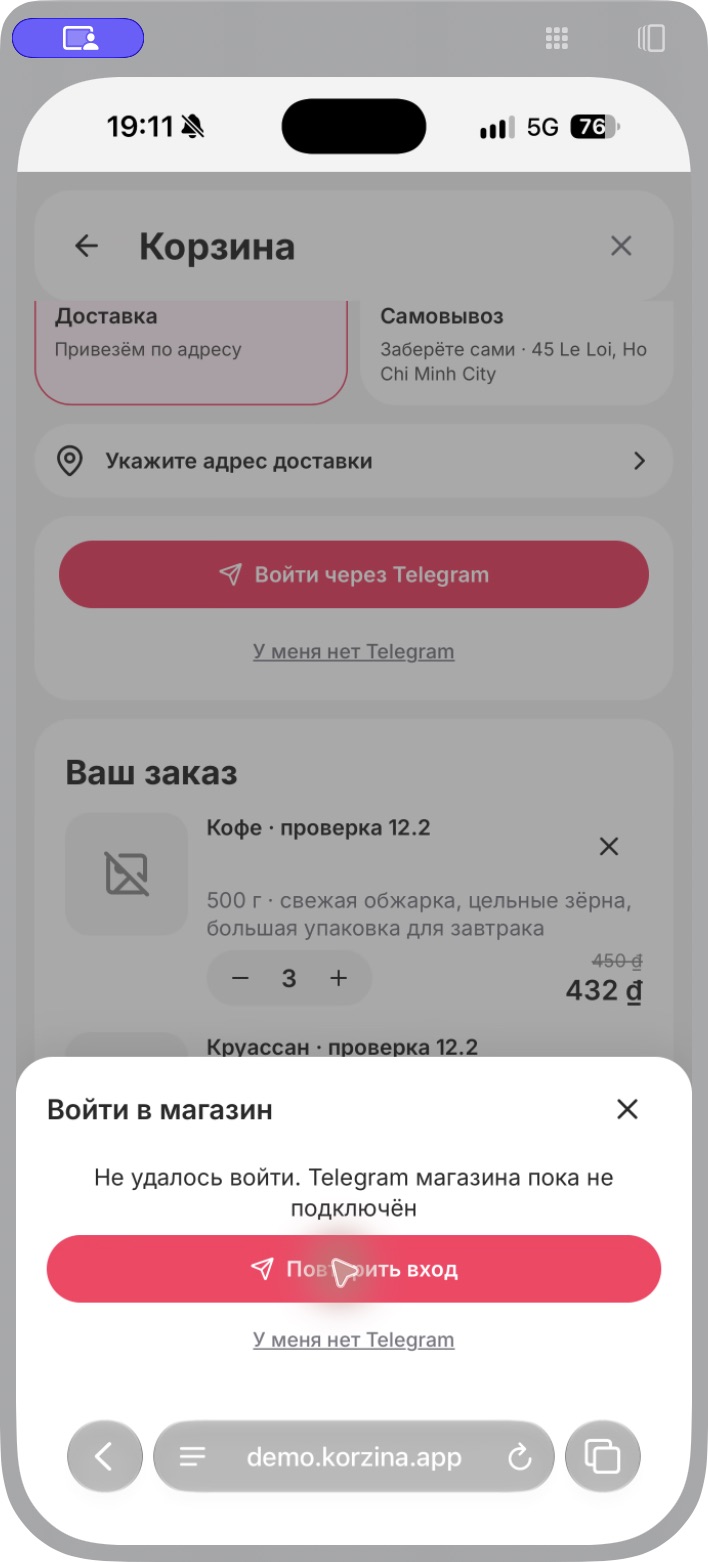 19:11
5G
76
Корзина
Доставка
Привезём по адресу
Самовывоз
Заберёте сами · 45 Le Loi, Ho
Chi Minh City
Укажите адрес доставки
Войти через Telegram
У меня нет Telegram
Ваш заказ
Кофе · проверка 12.2
500 г · свежая обжарка, цельные зёрна,
большая упаковка для завтрака
450 ₫
3
432 ₫
Круассан · проверка 12.2
Войти в магазин
Не удалось войти. Telegram магазина пока не
подключён
Повторить вход
У меня нет Telegram
demo.korzina.app